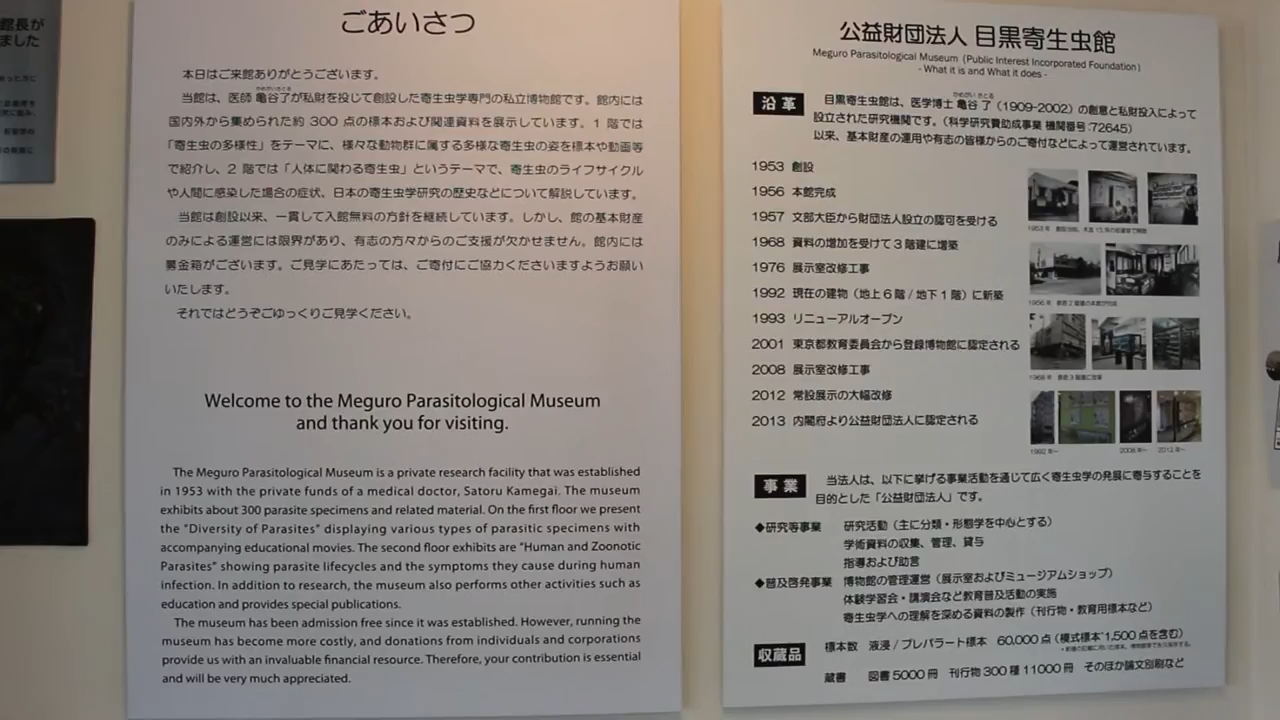 館長が
ました
ごあいさつ
本日はご来館ありがとうございます。
かめがい さとる
当館は、医師 亀谷了が私財を投じて創設した寄生虫学専門の私立博物館です。館内には
国内外から集められた約 300 点の標本および関連資料を展示しています。1 階では
「寄生虫の多様性」をテーマに、様々な動物群に属する多様な寄生虫の姿を標本や動画等
で紹介し、2 階では「人体に関わる寄生虫」というテーマで、寄生虫のライフサイクル
や人間に感染した場合の症状、日本の寄生虫学研究の歴史などについて解説しています。
当館は創設以来、一貫して入館無料の方針を継続しています。しかし、館の基本財産
のみによる運営には限界があり、有志の方々からのご支援が欠かせません。館内には
募金箱がございます。ご見学にあたっては、ご寄付にご協力くださいますようお願い
いたします。
それではどうぞごゆっくりご見学ください。
Welcome to the Meguro Parasitological Museum
and thank you for visiting.
The Meguro Parasitological Museum is a private research facility that was established
in 1953 with the private funds of a medical doctor, Satoru Kamegai. The museum
exhibits about 300 parasite specimens and related material. On the first floor we present
the "Diversity of Parasites" displaying various types of parasitic specimens with
accompanying educational movies. The second floor exhibits are "Human and Zoonotic
Parasites" showing parasite lifecycles and the symptoms they cause during human
infection. In addition to research, the museum also performs other activities such as
education and provides special publications.
The museum has been admission free since it was established. However, running the
museum has become more costly, and donations from individuals and corporations
provide us with an invaluable financial resource. Therefore, your contribution is essential
and will be very much appreciated.
公益財団法人 目黒寄生虫館
Meguro Parasitological Museum (Public Interest Incorporated Foundation)
- What it is and What it does -
沿 革
かめがい さとる
目黒寄生虫館は、医学博士 亀谷 了（1909-2002）の創意と私財投入によって
設立された研究機関です。（科学研究費助成事業 機関番号:72645）
以来、基本財産の運用や有志の皆様からのご寄付などによって運営されています。
1953 創設
1956 本館完成
1957 文部大臣から財団法人設立の認可を受ける
1968 資料の増加を受けて3階建に増築
1976 展示室改修工事
1992 現在の建物（地上6階 / 地下1階）に新築
1993 リニューアルオープン
2001 東京都教育委員会から登録博物館に認定される
2008 展示室改修工事
2012 常設展示の大幅改修
2013 内閣府より公益財団法人に認定される
1992 年〜
2008 年〜
2012 年〜
事 業
当法人は、以下に挙げる事業活動を通じて広く寄生虫学の発展に寄与することを
目的とした「公益財団法人」です。
◆研究等事業 研究活動（主に分類・形態学を中心とする）
学術資料の収集、管理、貸与
指導および助言
◆普及啓発事業 博物館の管理運営（展示室およびミュージアムショップ）
体験学習会・講演会など教育普及活動の実施
寄生虫学への理解を深める資料の製作（刊行物・教育用標本など）
収蔵品
標本数 液浸 / プレパラート標本 60,000 点（模式標本*1,500 点を含む）
蔵書 図書 5000 冊 刊行物 300 種 11000 冊 そのほか論文別刷など